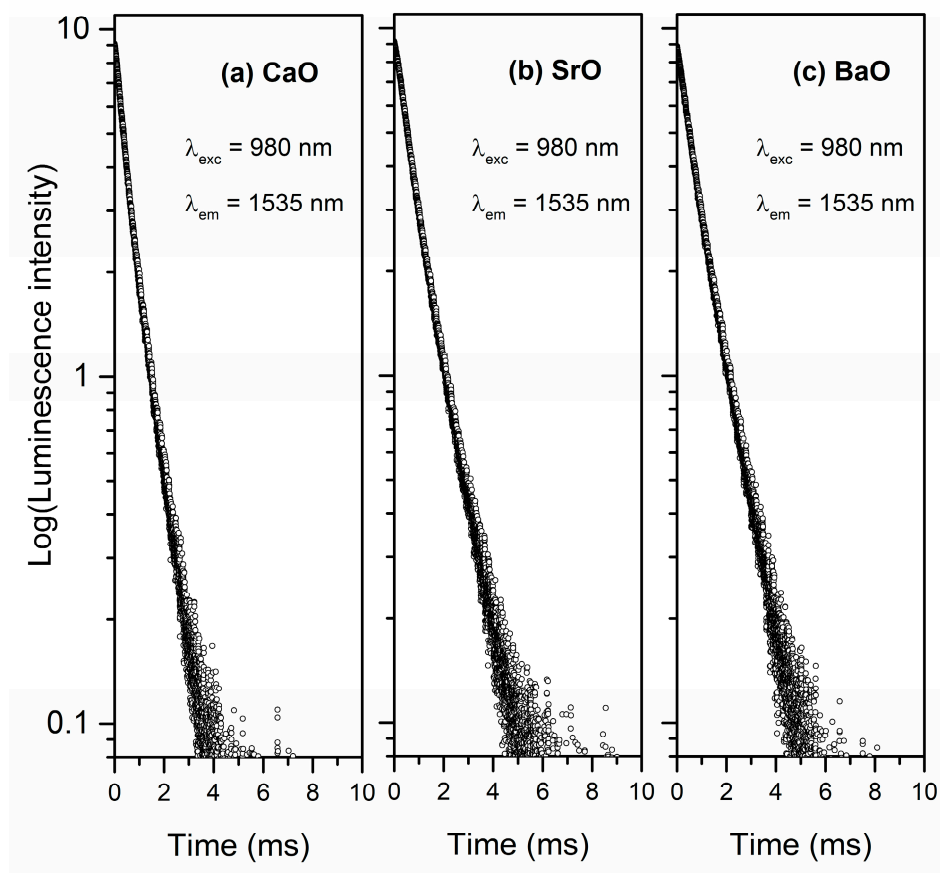 Log(Luminescence intensity)
10
1
0.1
(a) CaO
λexc = 980 nm
λem = 1535 nm
0 2 4 6 8 10
Time (ms)
(b) SrO
λexc = 980 nm
λem = 1535 nm
0 2 4 6 8 10
Time (ms)
(c) BaO
λexc = 980 nm
λem = 1535 nm
0 2 4 6 8 10
Time (ms)